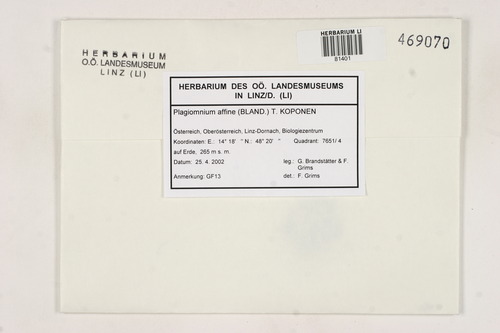 HERBARIUM
O.Ö. LANDESMUSEUM
LINZ (LI)
HERBARIUM LI
81401
469070
HERBARIUM DES OÖ. LANDESMUSEUMS
IN LINZ/D. (LI)
Plagiomnium affine (BLAND.) T. KOPONEN
Österreich, Oberösterreich, Linz-Dornach, Biologiezentrum
Koordinaten: E.: 14° 18' " N.: 48° 20' " Quadrant: 7651/ 4
auf Erde, 265 m s. m.
Datum: 25. 4. 2002 leg.: G. Brandstätter & F.
Grims
Anmerkung: GF13 det.: F. Grims